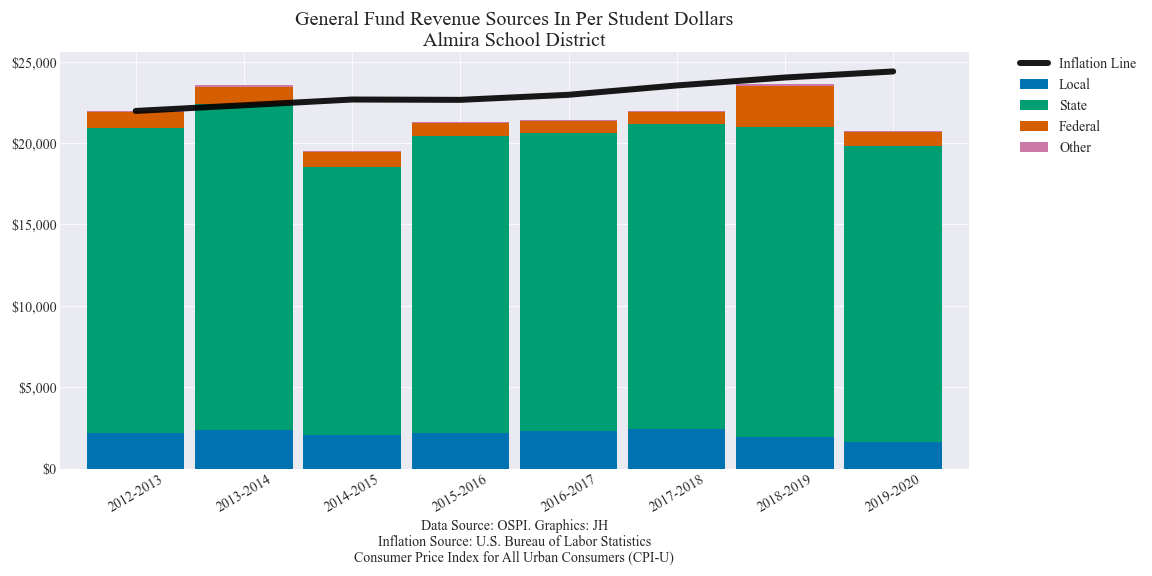 General Fund Revenue Sources In Per Student Dollars
Almira School District
$25,000
$20,000
$15,000
$10,000
$5,000
$0
Inflation Line
Local
State
Federal
Other
2012-2013
2013-2014
2014-2015
2015-2016
2016-2017
2017-2018
2018-2019
2019-2020
Data Source: OSPI. Graphics: JH
Inflation Source: U.S. Bureau of Labor Statistics
Consumer Price Index for All Urban Consumers (CPI-U)